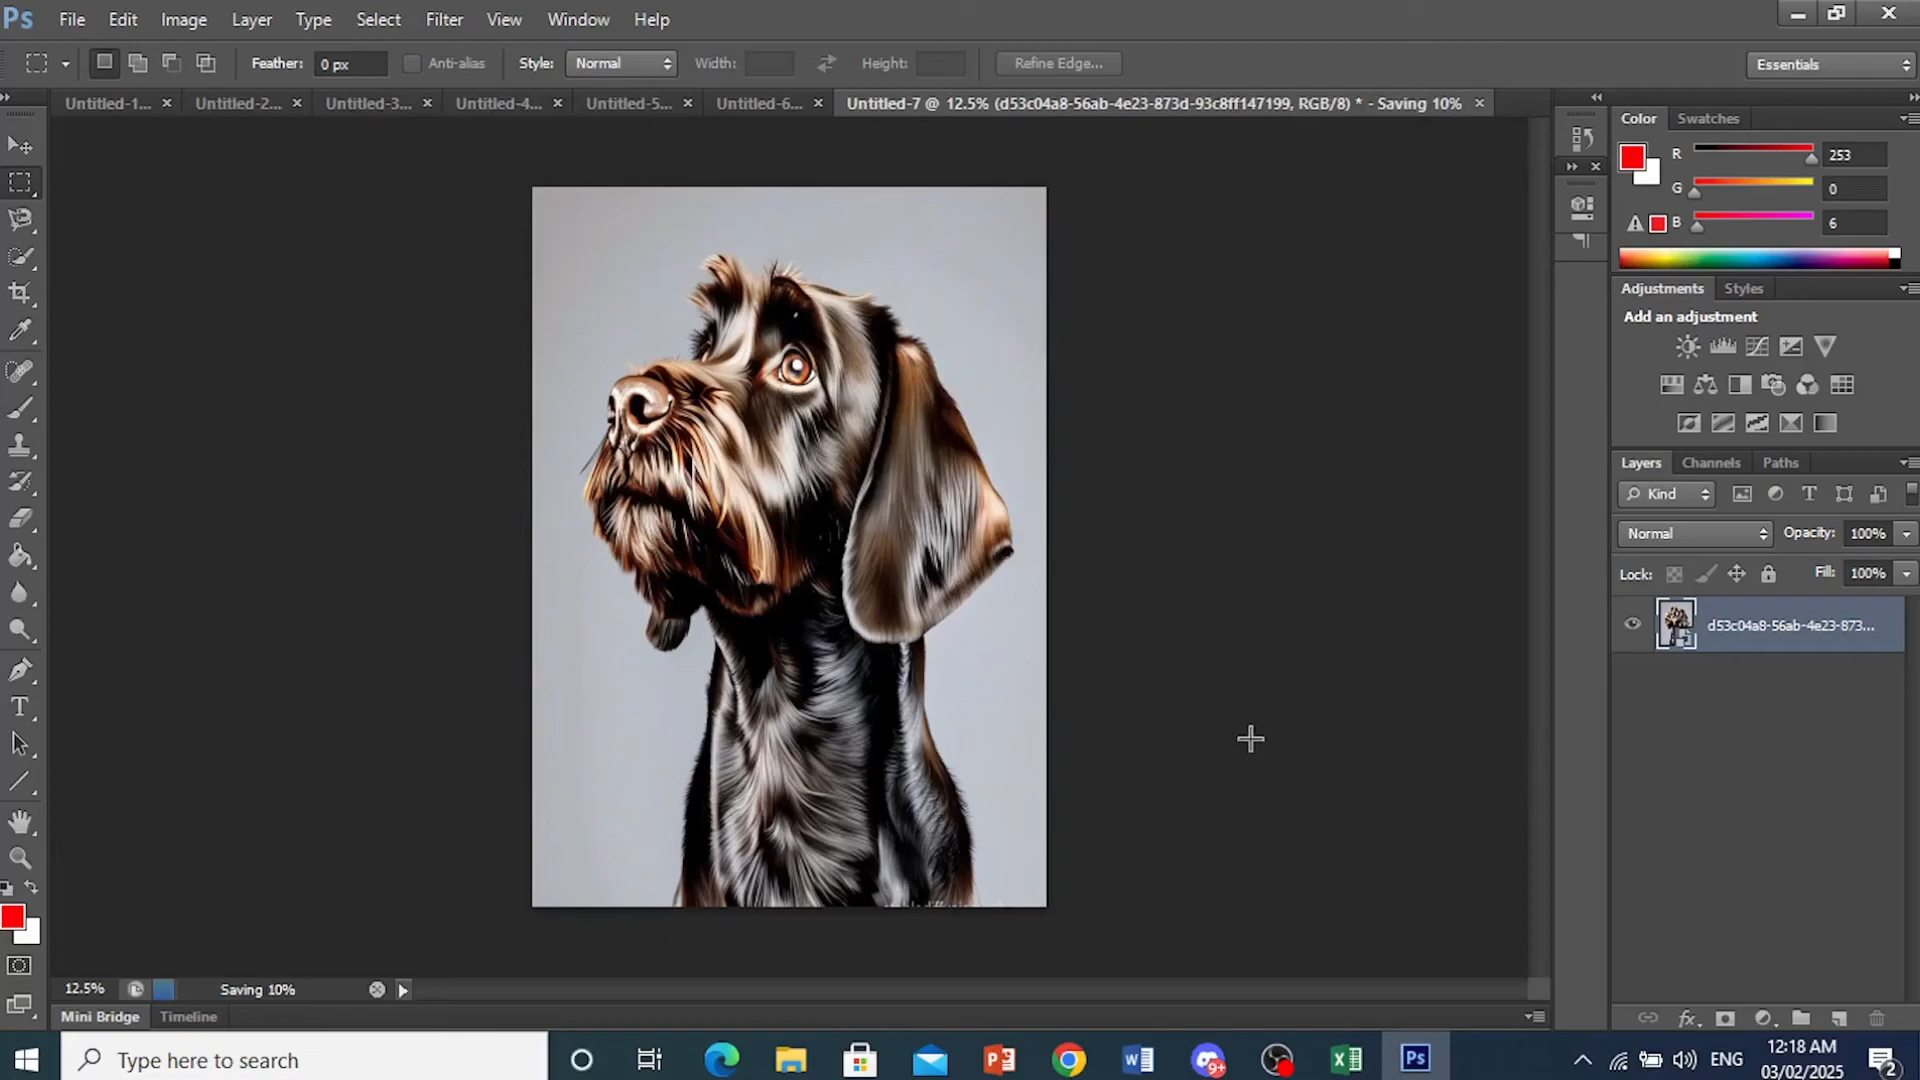 Ps File Edit Image Layer Type Select Filter View Window Help
Feather: 0 px Anti-alias Style: Normal Width: Height: Refine Edge... Essentials
Untitled-1... Untitled-2... Untitled-3... Untitled-4... Untitled-5... Untitled-6... Untitled-7 @ 12.5% (d53c04a8-56ab-4e23-873d-93c8ff147199, RGB/8) * - Saving 10%
Color Swatches
R 253
G 0
B 6
Adjustments Styles
Add an adjustment
Layers Channels Paths
Kind
Normal Opacity: 100%
Lock: Fill: 100%
d53c04a8-56ab-4e23-873...
12.5% Saving 10%
Mini Bridge Timeline
Type here to search
9+
Ps
ENG
12:18 AM
03/02/2025
2